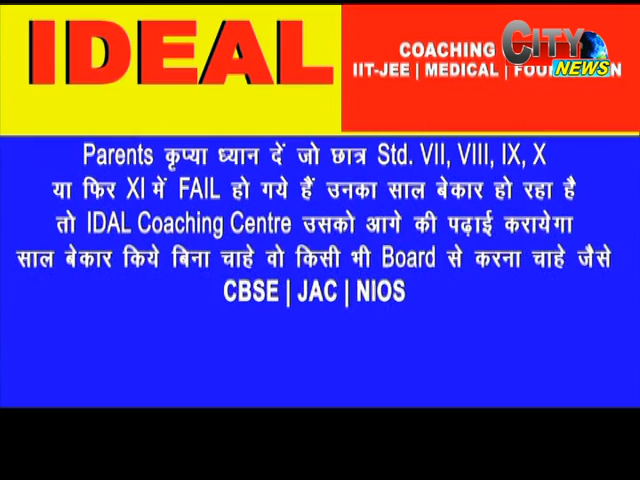 IDEAL
COACHING
IIT-JEE | MEDICAL |
CITY
NEWS
Parents कृप्या ध्यान दें जो छात्र Std. VII, VIII, IX, X
या फिर XI में FAIL हो गये हैं उनका साल बेकार हो रहा है
तो IDAL Coaching Centre उसको आगे की पढ़ाई करायेगा
साल बेकार किये बिना चाहे वो किसी भी Board से करना चाहे जैसे
CBSE | JAC | NIOS